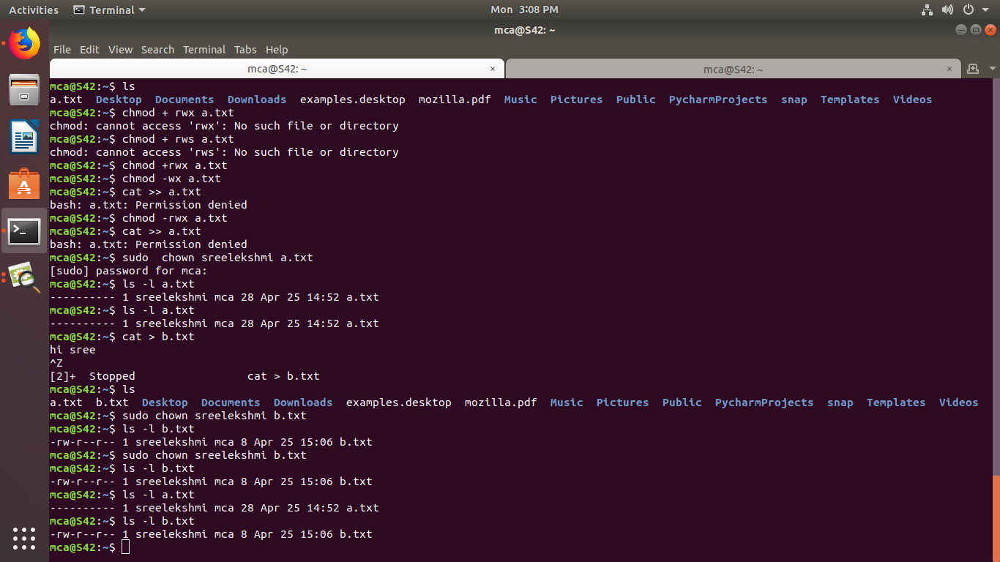 Activities Terminal Mon 3:08 PM
mca@S42: ~
File Edit View Search Terminal Tabs Help
mca@S42: ~ × mca@S42: ~ ×
mca@S42:~$ ls
a.txt Desktop Documents Downloads examples.desktop mozilla.pdf Music Pictures Public PycharmProjects snap Templates Videos
mca@S42:~$ chmod + rwx a.txt
chmod: cannot access 'rwx': No such file or directory
mca@S42:~$ chmod + rws a.txt
chmod: cannot access 'rws': No such file or directory
mca@S42:~$ chmod +rwx a.txt
mca@S42:~$ chmod -wx a.txt
mca@S42:~$ cat >> a.txt
bash: a.txt: Permission denied
mca@S42:~$ chmod -rwx a.txt
mca@S42:~$ cat >> a.txt
bash: a.txt: Permission denied
mca@S42:~$ sudo  chown sreelekshmi a.txt
[sudo] password for mca:
mca@S42:~$ ls -l a.txt
---------- 1 sreelekshmi mca 28 Apr 25 14:52 a.txt
mca@S42:~$ ls -l a.txt
---------- 1 sreelekshmi mca 28 Apr 25 14:52 a.txt
mca@S42:~$ cat > b.txt
hi sree
^Z
[2]+  Stopped                 cat > b.txt
mca@S42:~$ ls
a.txt b.txt Desktop Documents Downloads examples.desktop mozilla.pdf Music Pictures Public PycharmProjects snap Templates Videos
mca@S42:~$ sudo chown sreelekshmi b.txt
mca@S42:~$ ls -l b.txt
-rw-r--r-- 1 sreelekshmi mca 8 Apr 25 15:06 b.txt
mca@S42:~$ sudo chown sreelekshmi b.txt
mca@S42:~$ ls -l b.txt
-rw-r--r-- 1 sreelekshmi mca 8 Apr 25 15:06 b.txt
mca@S42:~$ ls -l a.txt
---------- 1 sreelekshmi mca 28 Apr 25 14:52 a.txt
mca@S42:~$ ls -l b.txt
-rw-r--r-- 1 sreelekshmi mca 8 Apr 25 15:06 b.txt
mca@S42:~$